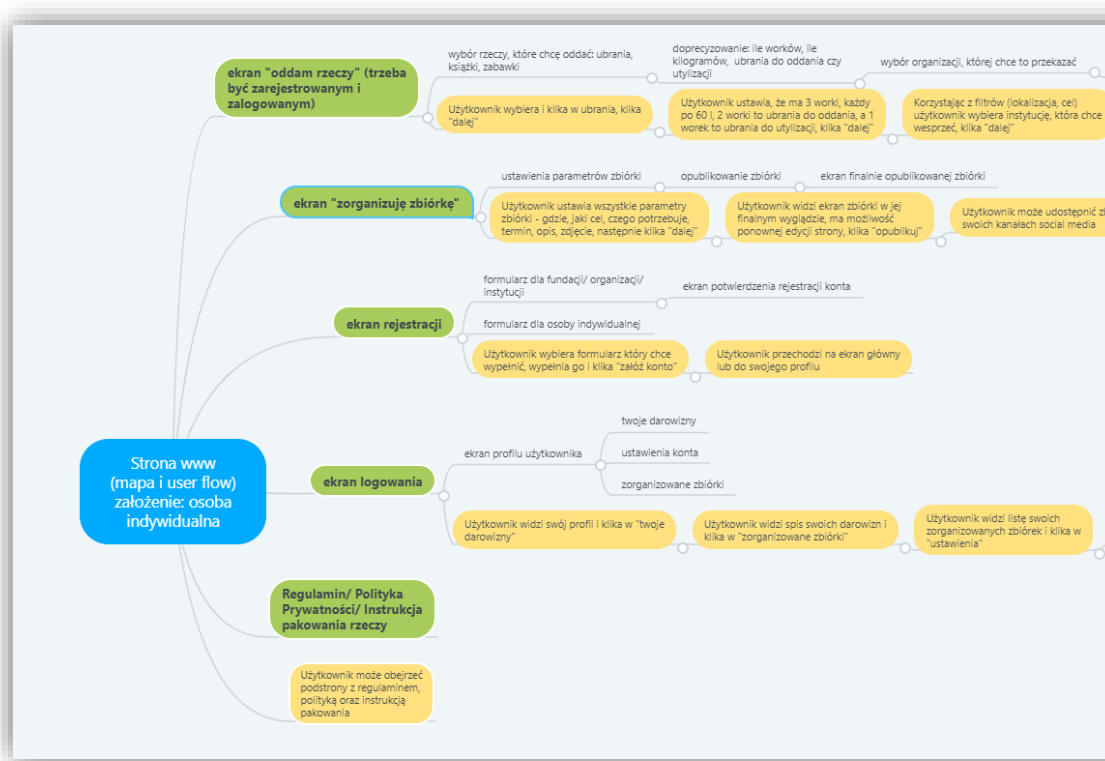 ekran "oddam rzeczy" (trzeba
być zarejestrowanym i
zalogowanym)
wybór rzeczy, które chcę oddać: ubrania,
książki, zabawki
doprecyzowanie: ile worków, ile
kilogramów, ubrania do oddania czy
utylizacji
wybór organizacji, której chce to przekazać
Użytkownik wybiera i klika w ubrania, klika
"dalej"
Użytkownik ustawia, że ma 3 worki, każdy
po 60 l, 2 worki to ubrania do oddania, a 1
worek to ubrania do utylizacji, klika "dalej"
Korzystając z filtrów (lokalizacja, cel)
użytkownik wybiera instytucję, która chce
wesprzeć, klika "dalej"
ekran "zorganizuję zbiórkę"
ustawienia parametrów zbiórki
opublikowanie zbiórki
ekran finalnie opublikowanej zbiórki
Użytkownik ustawia wszystkie parametry
zbiórki - gdzie, jaki cel, czego potrzebuje,
termin, opis, zdjęcie, następnie klika "dalej"
Użytkownik widzi ekran zbiórki w jej
finalnym wyglądzie, ma możliwość
ponownej edycji strony, klika "opublikuj"
Użytkownik może udostępnić
swoich kanałach social media
ekran rejestracji
formularz dla fundacji/ organizacji/
instytucji
ekran potwierdzenia rejestracji konta
formularz dla osoby indywidualnej
Użytkownik wybiera formularz który chce
wypełnić, wypełnia go i klika "załóż konto"
Użytkownik przechodzi na ekran główny
lub do swojego profilu
Strona www
(mapa i user flow)
założenie: osoba
indywidualna
ekran logowania
ekran profilu użytkownika
twoje darowizny
ustawienia konta
zorganizowane zbiórki
Użytkownik widzi swój profil i klika w "twoje
darowizny"
Użytkownik widzi spis swoich darowizn i
klika w "zorganizowane zbiórki"
Użytkownik widzi listę swoich
zorganizowanych zbiórek i klika w
"ustawienia"
Regulamin/ Polityka
Prywatności/ Instrukcja
pakowania rzeczy
Użytkownik może obejrzeć
podstrony z regulaminem,
polityką oraz instrukcją
pakowania